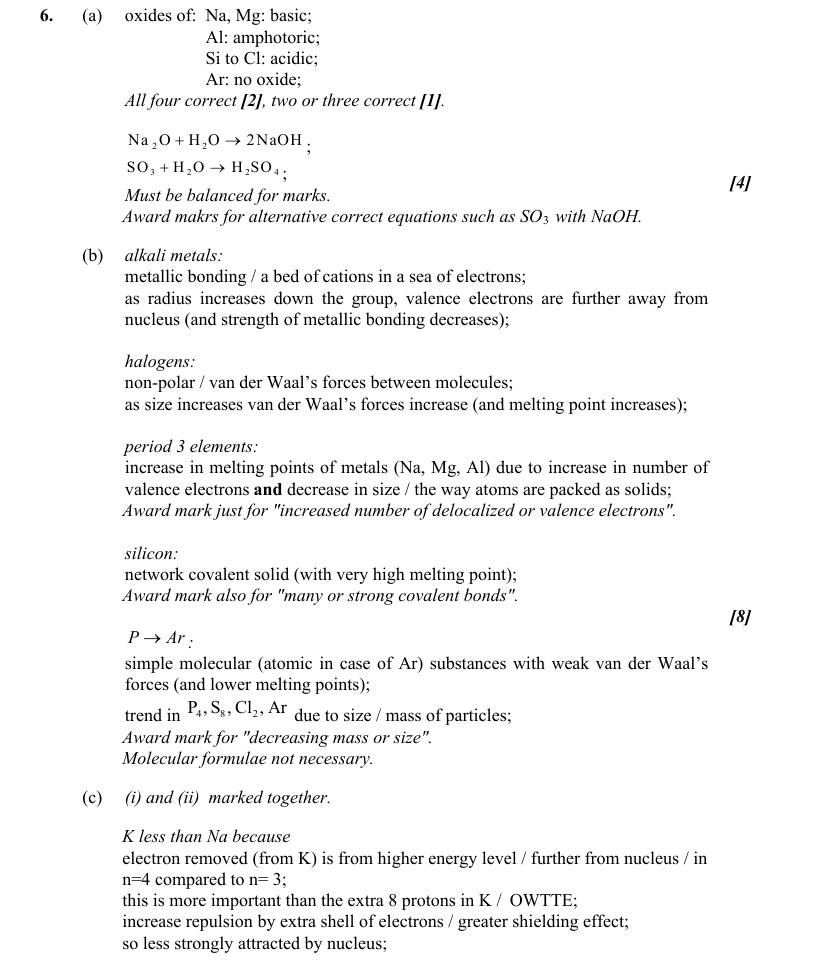 6. (a) oxides of: Na, Mg: basic;
Al: amphotoric;
Si to Cl: acidic;
Ar: no oxide;
All four correct [2], two or three correct [1].
Na₂O + H₂O → 2NaOH ;
SO₃ + H₂O → H₂SO₄ ;
Must be balanced for marks.
[4]
Award makrs for alternative correct equations such as SO₃ with NaOH.
(b) alkali metals:
metallic bonding / a bed of cations in a sea of electrons;
as radius increases down the group, valence electrons are further away from
nucleus (and strength of metallic bonding decreases);
halogens:
non-polar / van der Waal’s forces between molecules;
as size increases van der Waal’s forces increase (and melting point increases);
period 3 elements:
increase in melting points of metals (Na, Mg, Al) due to increase in number of
valence electrons and decrease in size / the way atoms are packed as solids;
Award mark just for "increased number of delocalized or valence electrons".
silicon:
network covalent solid (with very high melting point);
Award mark also for "many or strong covalent bonds".
[8]
P → Ar :
simple molecular (atomic in case of Ar) substances with weak van der Waal’s
forces (and lower melting points);
trend in P₄, S₈, Cl₂, Ar due to size / mass of particles;
Award mark for "decreasing mass or size".
Molecular formulae not necessary.
(c) (i) and (ii) marked together.
K less than Na because
electron removed (from K) is from higher energy level / further from nucleus / in
n=4 compared to n= 3;
this is more important than the extra 8 protons in K / OWTTE;
increase repulsion by extra shell of electrons / greater shielding effect;
so less strongly attracted by nucleus;